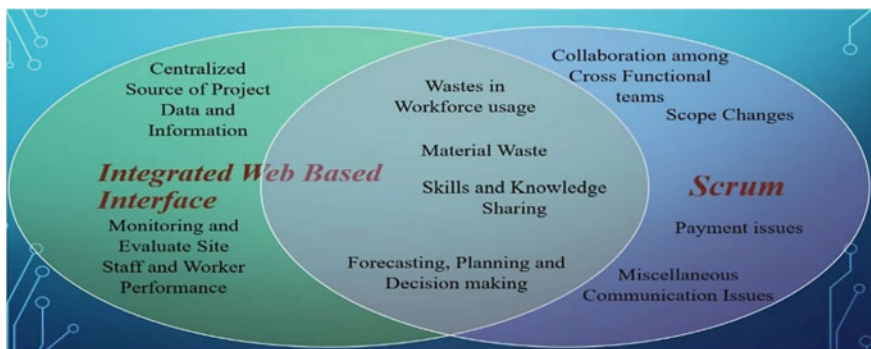 Centralized
Source of Project
Data and
Information
Integrated Web Based
Interface
Monitoring and
Evaluate Site
Staff and Worker
Performance
Wastes in
Workforce usage
Material Waste
Skills and Knowledge
Sharing
Forecasting, Planning and
Decision making
Collaboration among
Cross Functional
teams
Scope Changes
Scrum
Payment issues
Miscellaneous
Communication Issues